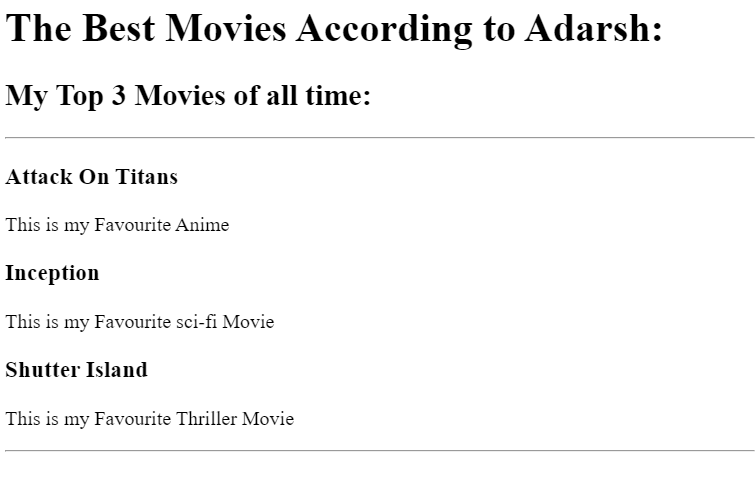 The Best Movies According to Adarsh:
My Top 3 Movies of all time:
Attack On Titans
This is my Favourite Anime
Inception
This is my Favourite sci-fi Movie
Shutter Island
This is my Favourite Thriller Movie